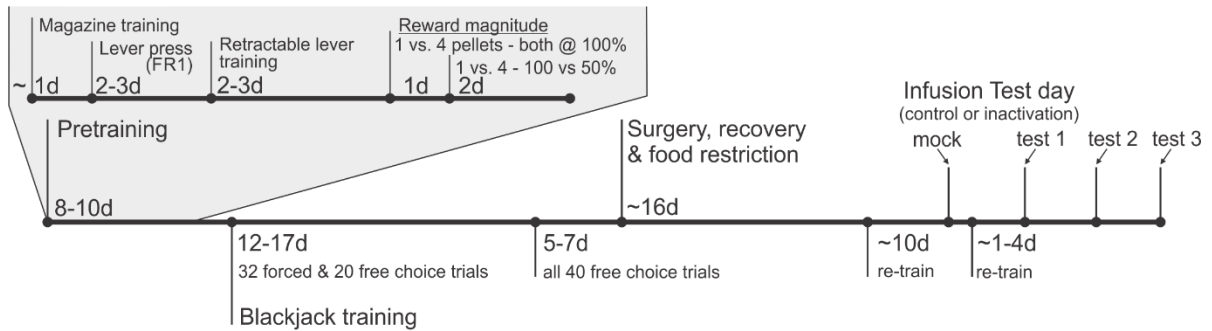 Magazine training
Lever press
(FR1)
Retractable lever
training
Reward magnitude
1 vs. 4 pellets - both @ 100%
1 vs. 4 - 100 vs 50%
~ 1d
2-3d
2-3d
1d
2d
Pretraining
8-10d
12-17d
32 forced & 20 free choice trials
Blackjack training
5-7d
all 40 free choice trials
Surgery, recovery
& food restriction
~16d
~10d
re-train
Infusion Test day
(control or inactivation)
mock
test 1
test 2
test 3
~1-4d
re-train